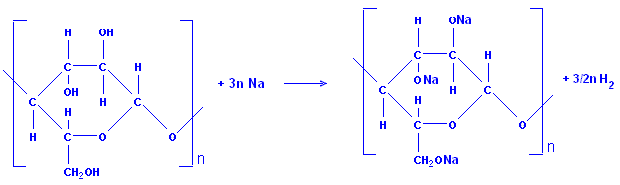 H OH
C C H
OH H
C C
H H
C O O
CH₂OH
n
+ 3n Na
H ONa
C C H
ONa H
C C
H H
C O O
CH₂ONa
n
+ 3/2n H₂